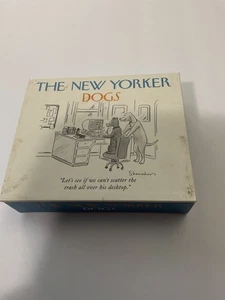 THE NEW YORKER
DOGS
"Let's see if we can't scatter the
trash all over his desktop."